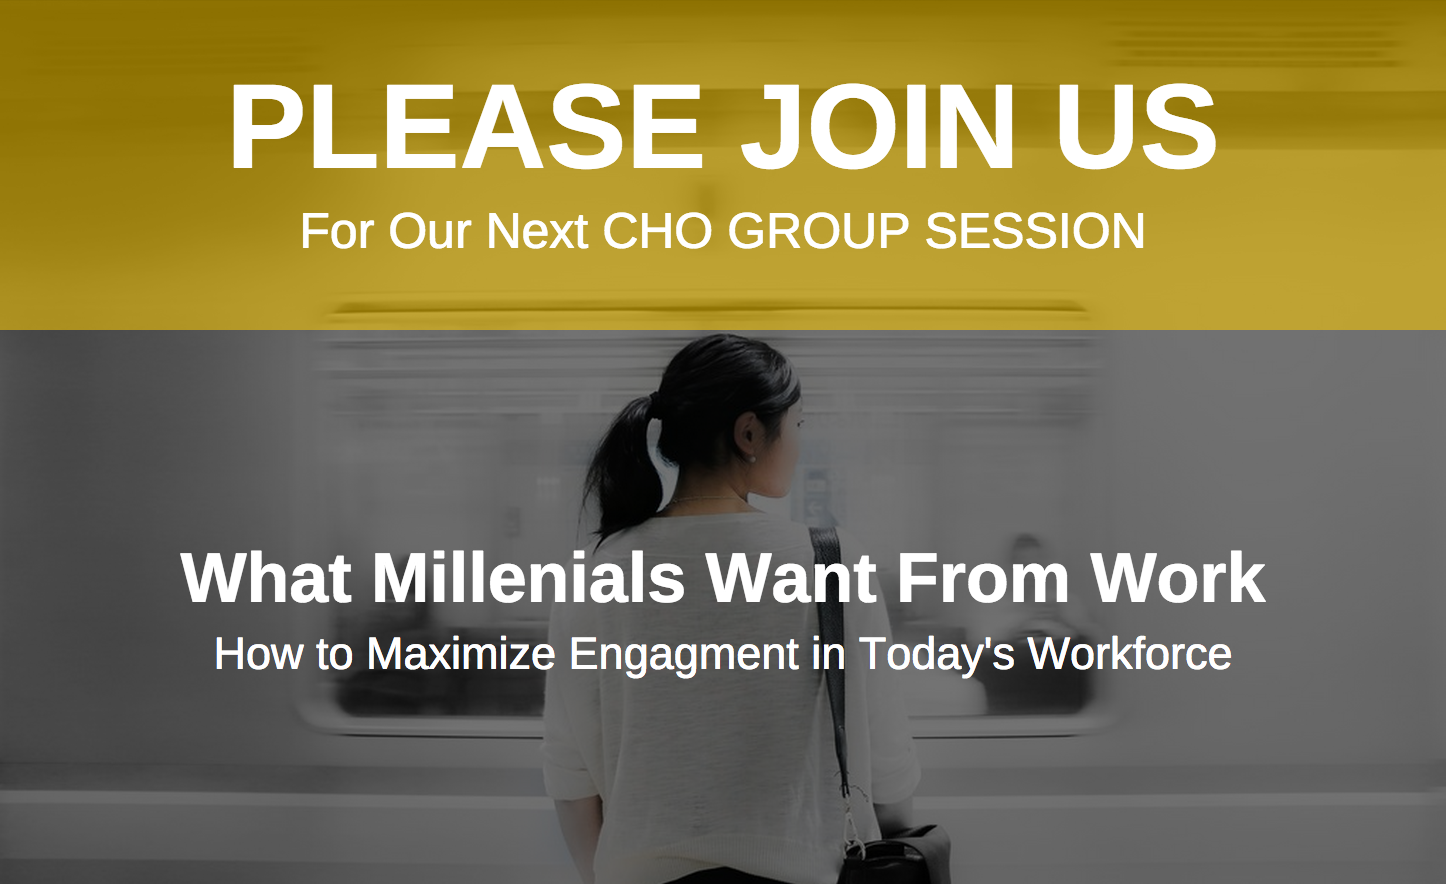 PLEASE JOIN US
For Our Next CHO GROUP SESSION
What Millenials Want From Work
How to Maximize Engagment in Today's Workforce